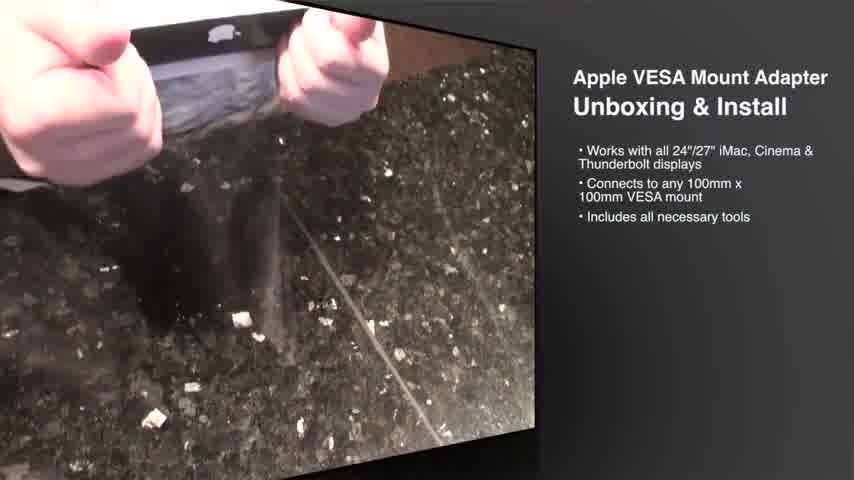 Apple VESA Mount Adapter
Unboxing & Install
• Works with all 24"/27" iMac, Cinema &
Thunderbolt displays
• Connects to any 100mm x
100mm VESA mount
• Includes all necessary tools